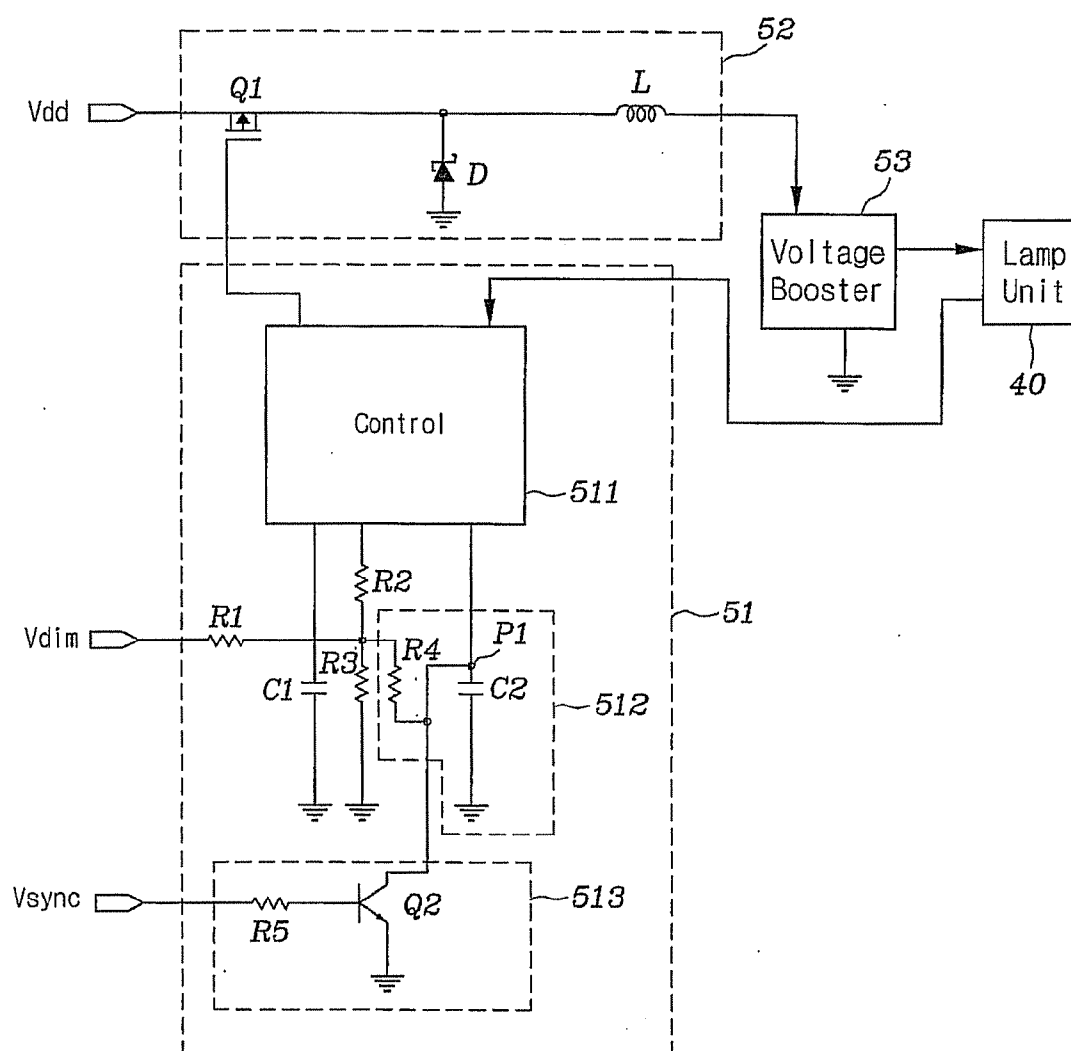 52
Q1
L
Vdd
D
53
Voltage
Booster
Lamp
Unit
40
Control
511
R2
51
R1
P1
Vdim
R4
R3
C1
C2
512
Vsync
Q2
513
R5